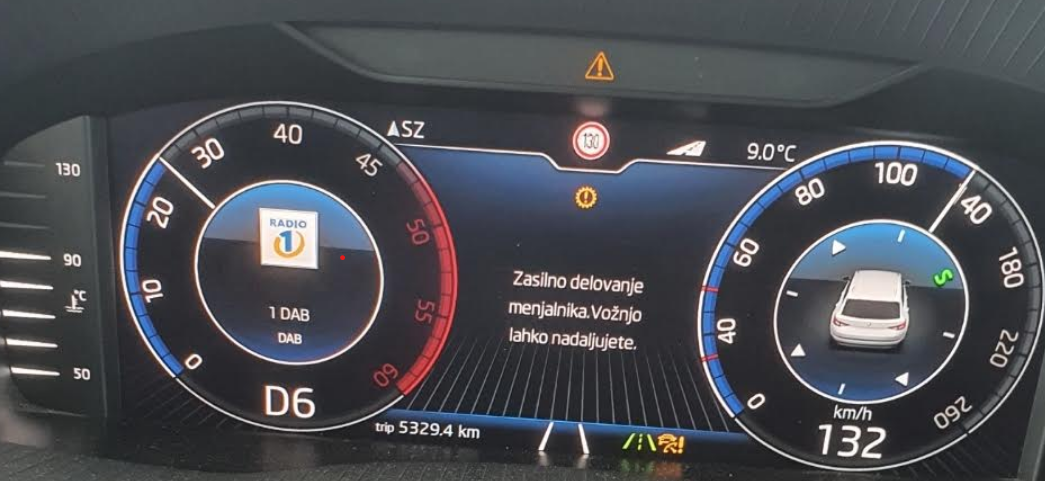 130
90
°C
50
0
10
20
30
40
45
50
55
60
RADIO
1
1 DAB
DAB
D6
SZ
130
9.0°C
Zasilno delovanje
menjalnika. Vožnjo
lahko nadaljujete.
trip 5329.4 km
0
40
60
80
100
140
180
220
260
S
km/h
132